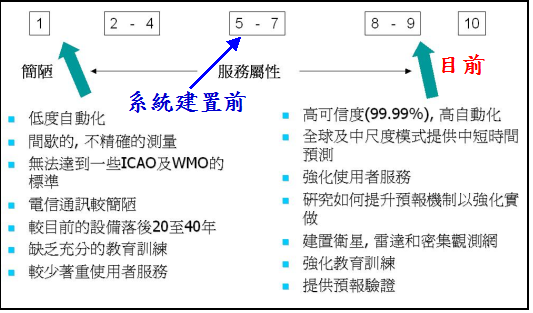 1 2 - 4 5 - 7 8 - 9 10
簡陋 服務屬性 目前
系統建置前
低度自動化
間歇的, 不精確的測量
無法達到一些ICAO及WMO的
標準
電信通訊較簡陋
較目前的設備落後20至40年
缺乏充分的教育訓練
較少著重使用者服務
高可信度(99.99%), 高自動化
全球及中尺度模式提供中短時間
預測
強化使用者服務
研究如何提升預報機制以強化實
做
建置衛星, 雷達和密集觀測網
強化教育訓練
提供預報驗證